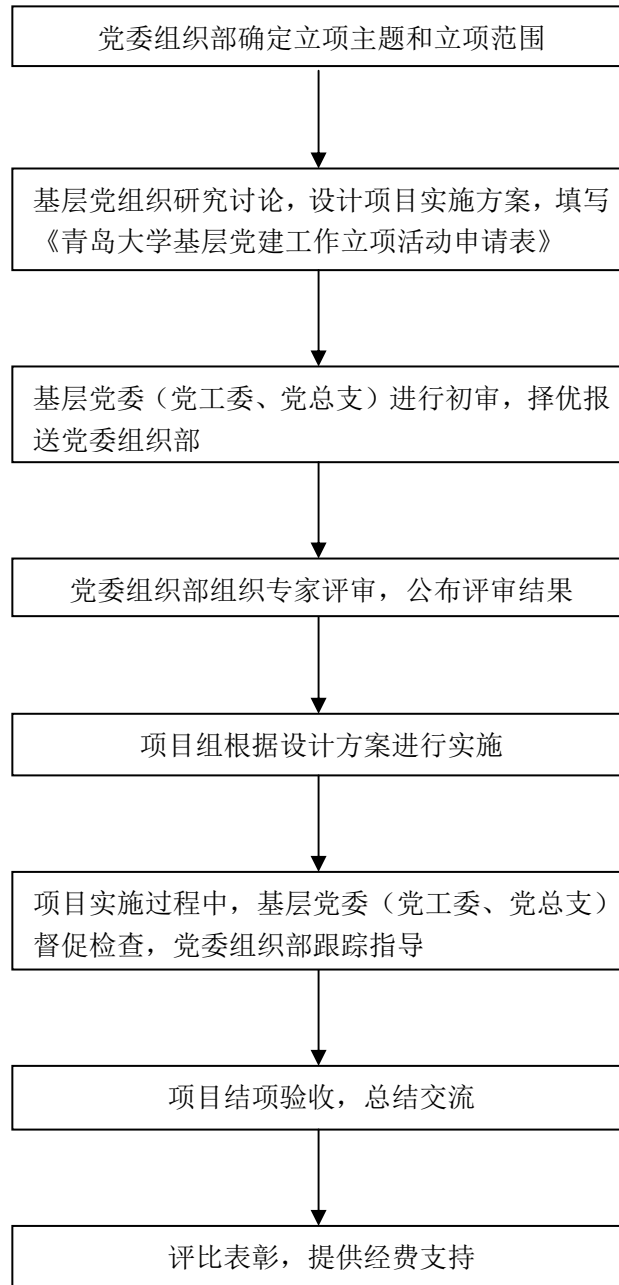 党委组织部确定立项主题和立项范围
基层党组织研究讨论，设计项目实施方案，填写
《青岛大学基层党建工作立项活动申请表》
基层党委（党工委、党总支）进行初审，择优报
送党委组织部
党委组织部组织专家评审，公布评审结果
项目组根据设计方案进行实施
项目实施过程中，基层党委（党工委、党总支）
督促检查，党委组织部跟踪指导
项目结项验收，总结交流
评比表彰，提供经费支持